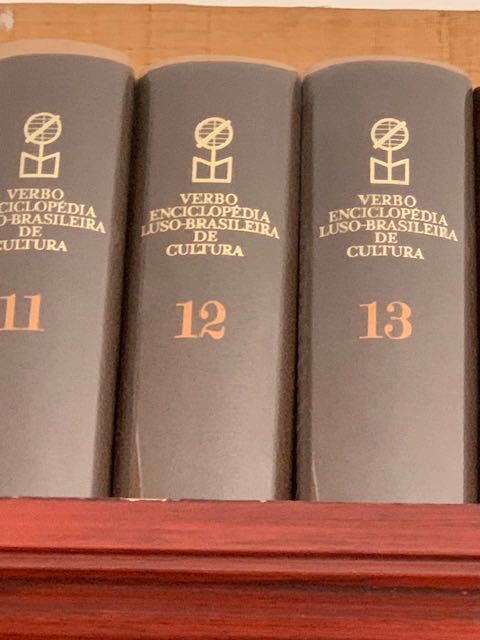 VERBO
ENCICLOPÉDIA
LUSO-BRASILEIRA
DE
CULTURA
11
VERBO
ENCICLOPÉDIA
LUSO-BRASILEIRA
DE
CULTURA
12
VERBO
ENCICLOPÉDIA
LUSO-BRASILEIRA
DE
CULTURA
13